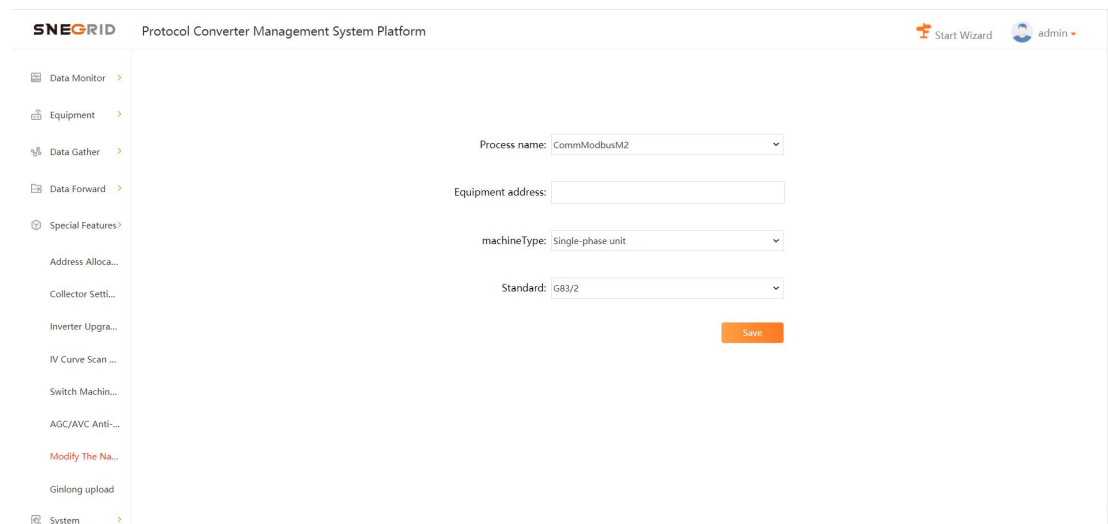 SNEGRID
Protocol Converter Management System Platform
Start Wizard
admin
Data Monitor
Equipment
Data Gather
Data Forward
Special Features
Address Alloca...
Collector Setti...
Inverter Upgra...
IV Curve Scan ...
Switch Machin...
AGC/AVC Anti-...
Modify The Na...
Ginlong upload
System
Process name: CommModbusM2
Equipment address:
machineType: Single-phase unit
Standard: G83/2
Save